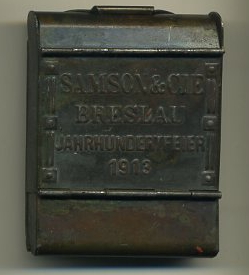 SAMSON & CIE
BRESLAU
JAHRHUNDERTFEIER
1913